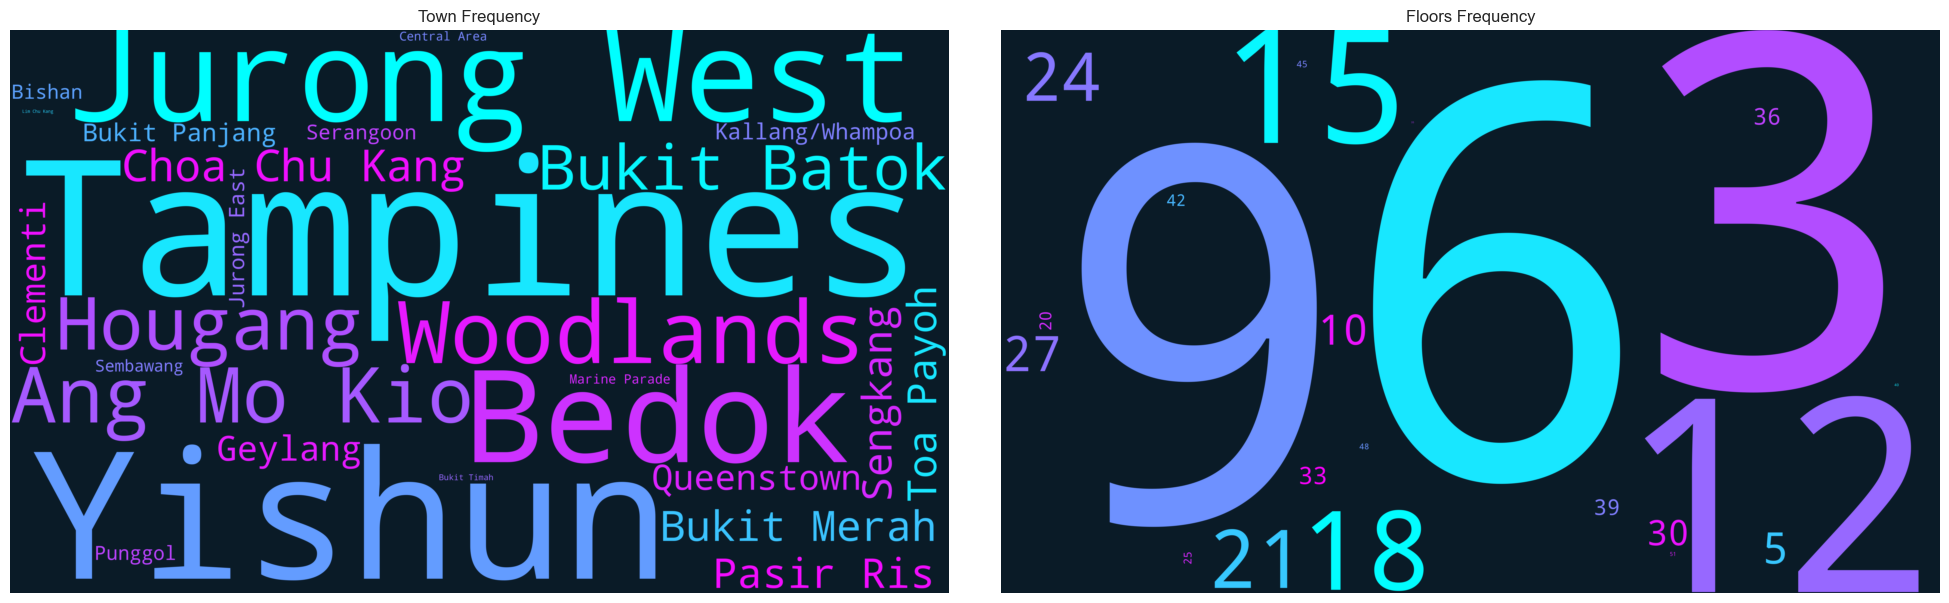 Town Frequency
Central Area
Jurong West
Bishan
Lim Chu Kang
Bukit Panjang
Serangoon
Kallang/Whampoa
Choa Chu Kang
Bukit Batok
Jurong East
Tampines
Clementi
Hougang
Woodlands
Toa Payoh
Sengkang
Sembawang
Ang Mo Kio
Marine Parade
Bedok
Geylang
Yishun
Bukit Timah
Queenstown
Bukit Merah
Punggol
Pasir Ris
Floors Frequency
24
15
45
3
36
9
6
42
20
10
27
12
48
33
39
30
5
21
18
25